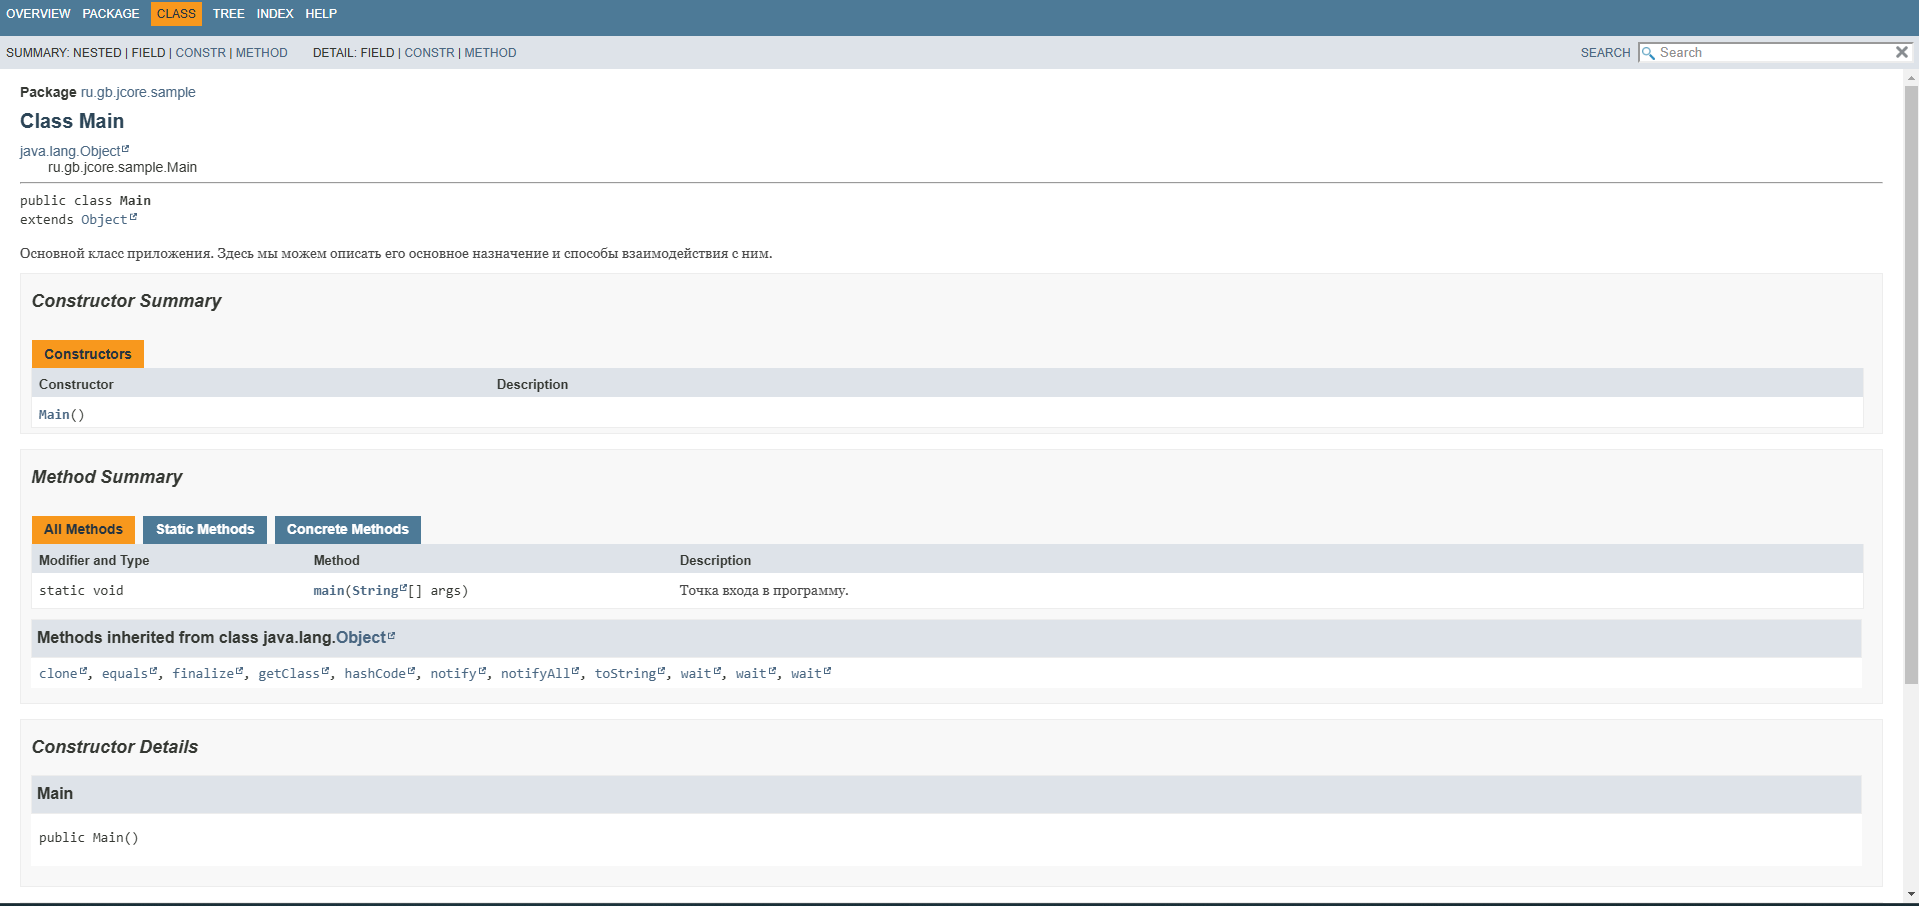 OVERVIEW PACKAGE CLASS TREE INDEX HELP
SUMMARY: NESTED | FIELD | CONSTR | METHOD DETAIL: FIELD | CONSTR | METHOD SEARCH Search
Package ru.gb.jcore.sample
Class Main
java.lang.Object
ru.gb.jcore.sample.Main
public class Main
extends Object
Основной класс приложения. Здесь мы можем описать его основное назначение и способы взаимодействия с ним.
Constructor Summary
Constructors
Constructor Description
Main()
Method Summary
All Methods Static Methods Concrete Methods
Modifier and Type Method Description
static void main(String[] args) Точка входа в программу.
Methods inherited from class java.lang.Object
clone, equals, finalize, getClass, hashCode, notify, notifyAll, toString, wait, wait, wait
Constructor Details
Main
public Main()